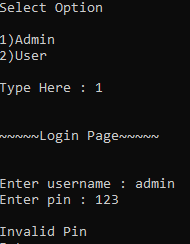 Select Option
1)Admin
2)User
Type Here : 1
~~~~~Login Page~~~~~
Enter username : admin
Enter pin : 123
Invalid Pin